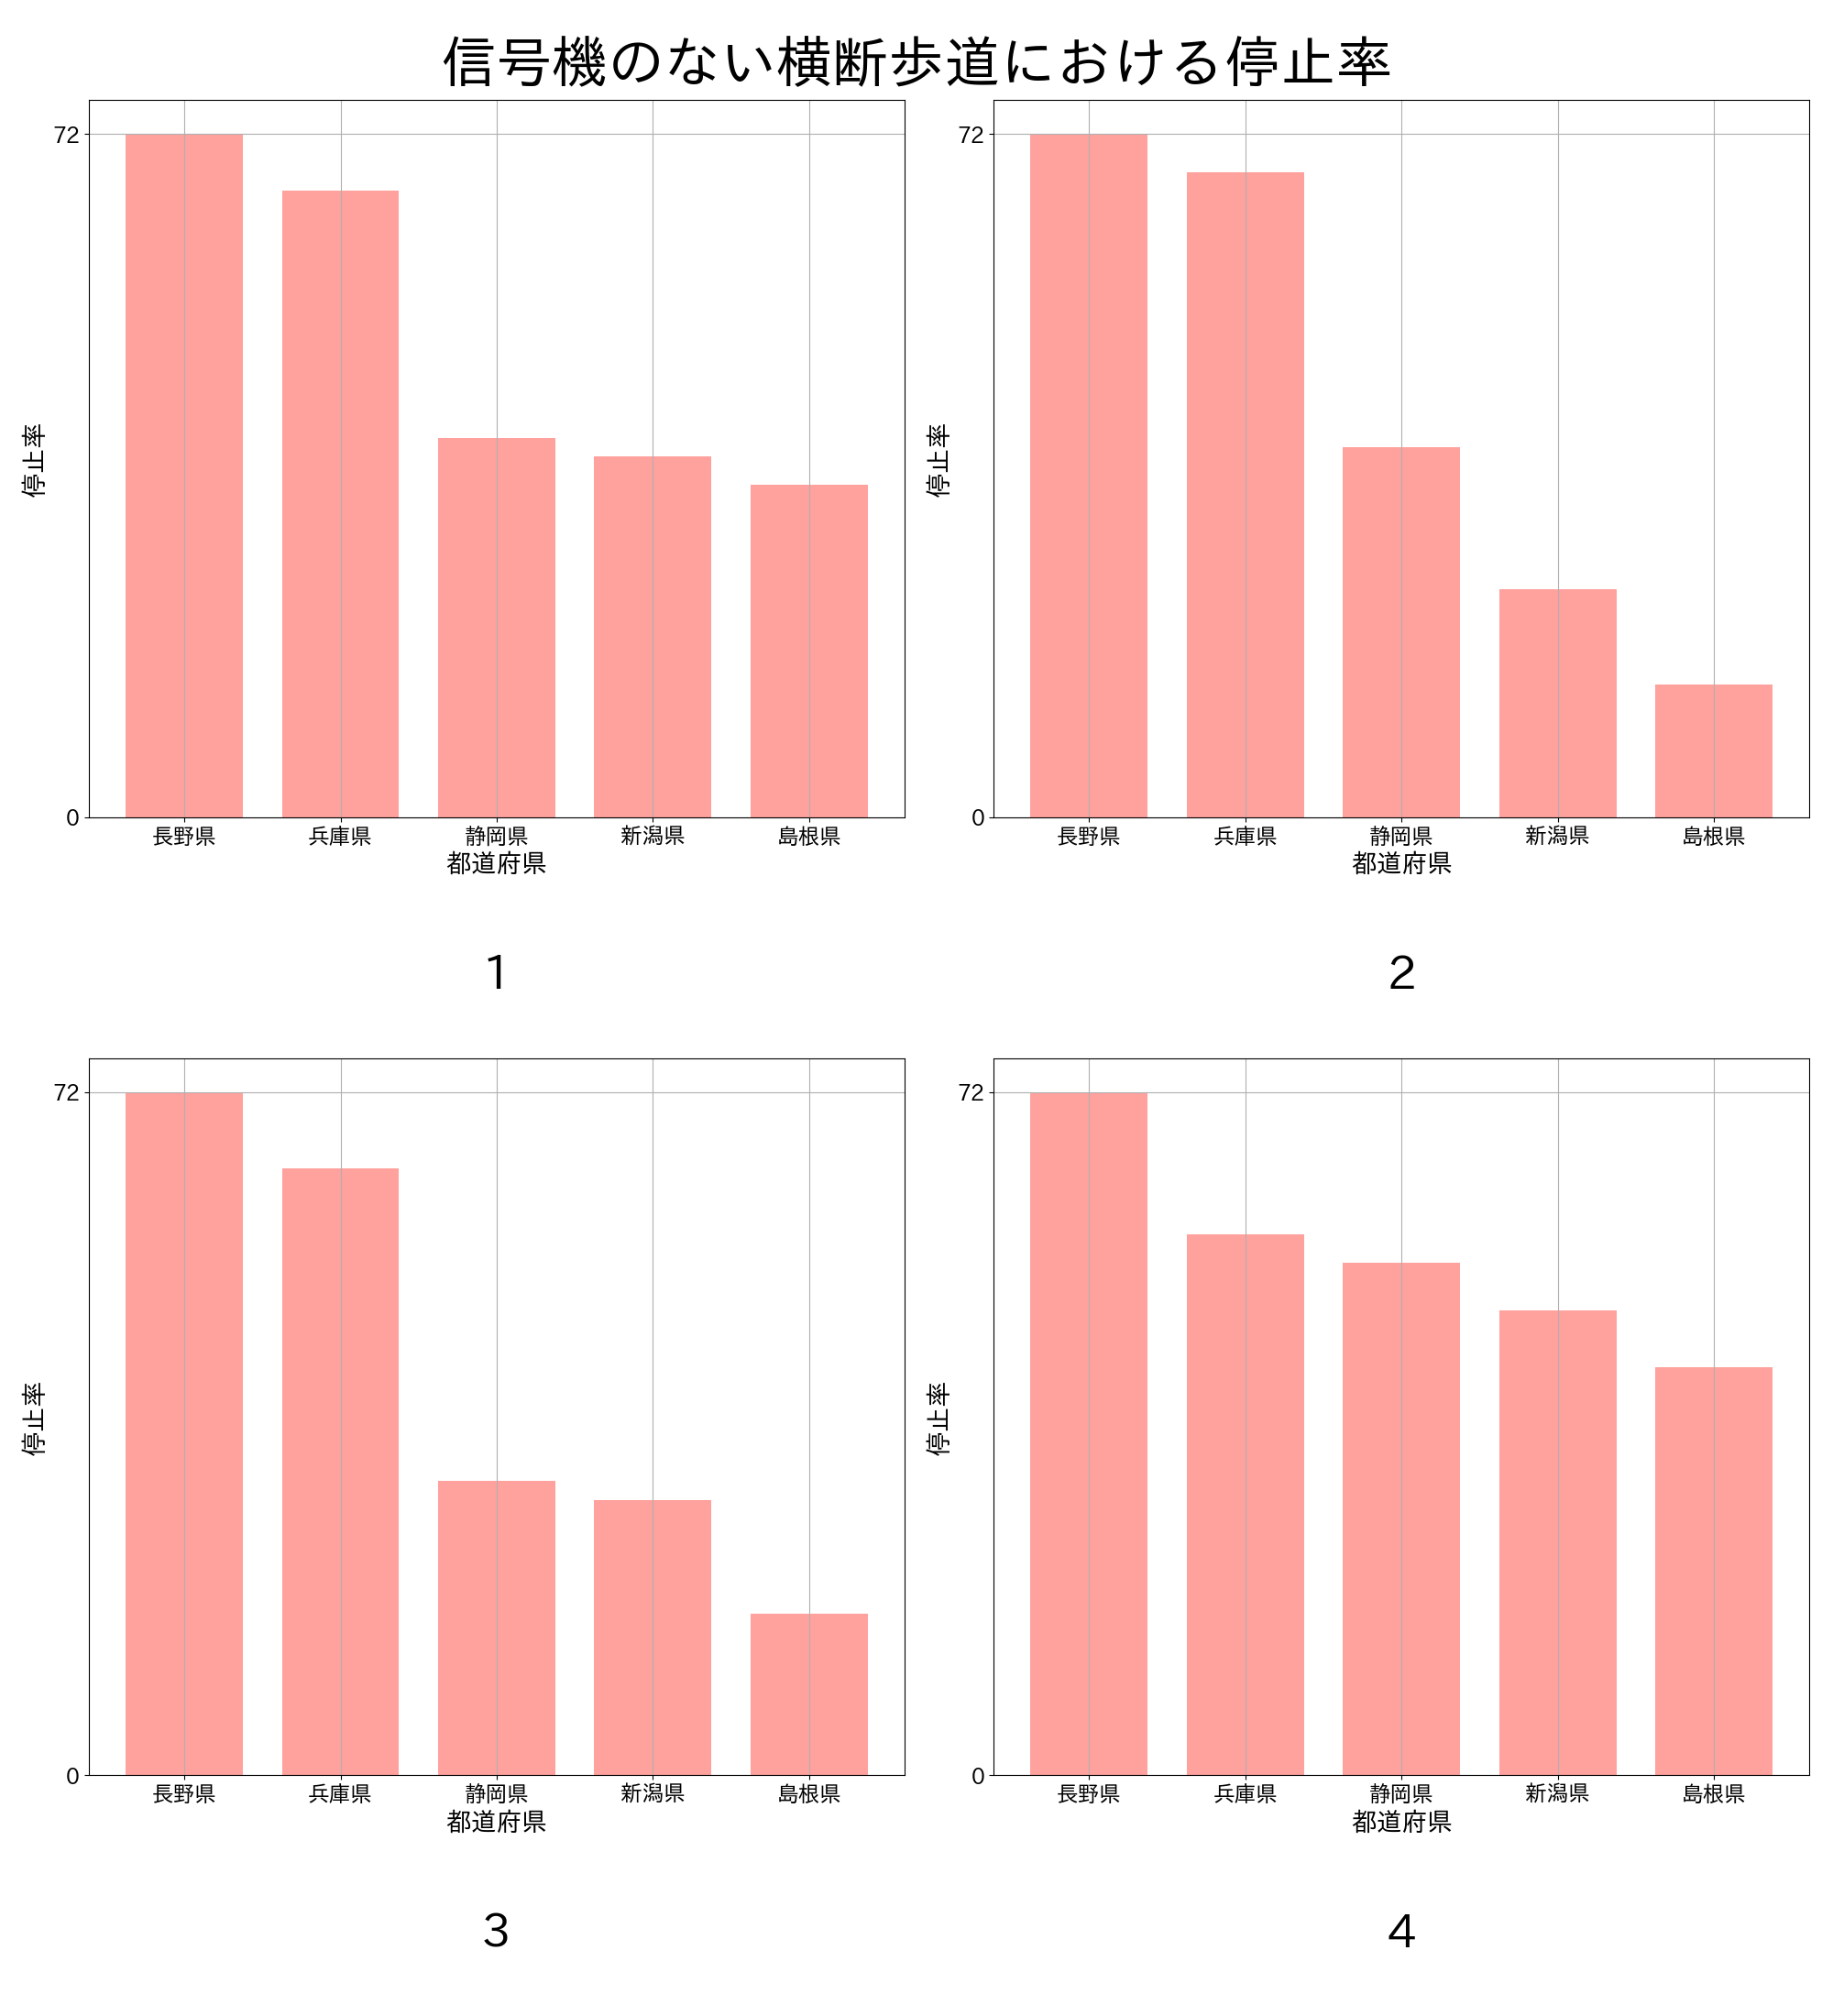 信号機のない横断歩道における停止率
72
停止率
0
長野県 兵庫県 静岡県 新潟県 島根県
都道府県
1
72
停止率
0
長野県 兵庫県 静岡県 新潟県 島根県
都道府県
2
72
停止率
0
長野県 兵庫県 静岡県 新潟県 島根県
都道府県
3
72
停止率
0
長野県 兵庫県 静岡県 新潟県 島根県
都道府県
4